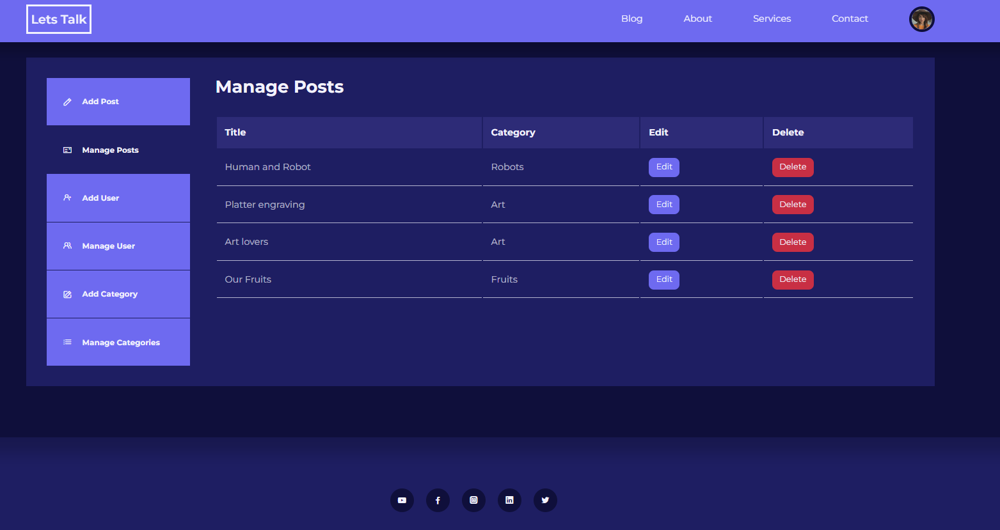 Lets Talk
Blog About Services Contact
Add Post
Manage Posts
Add User
Manage User
Add Category
Manage Categories
Manage Posts
Title Category Edit Delete
Human and Robot Robots Edit Delete
Platter engraving Art Edit Delete
Art lovers Art Edit Delete
Our Fruits Fruits Edit Delete